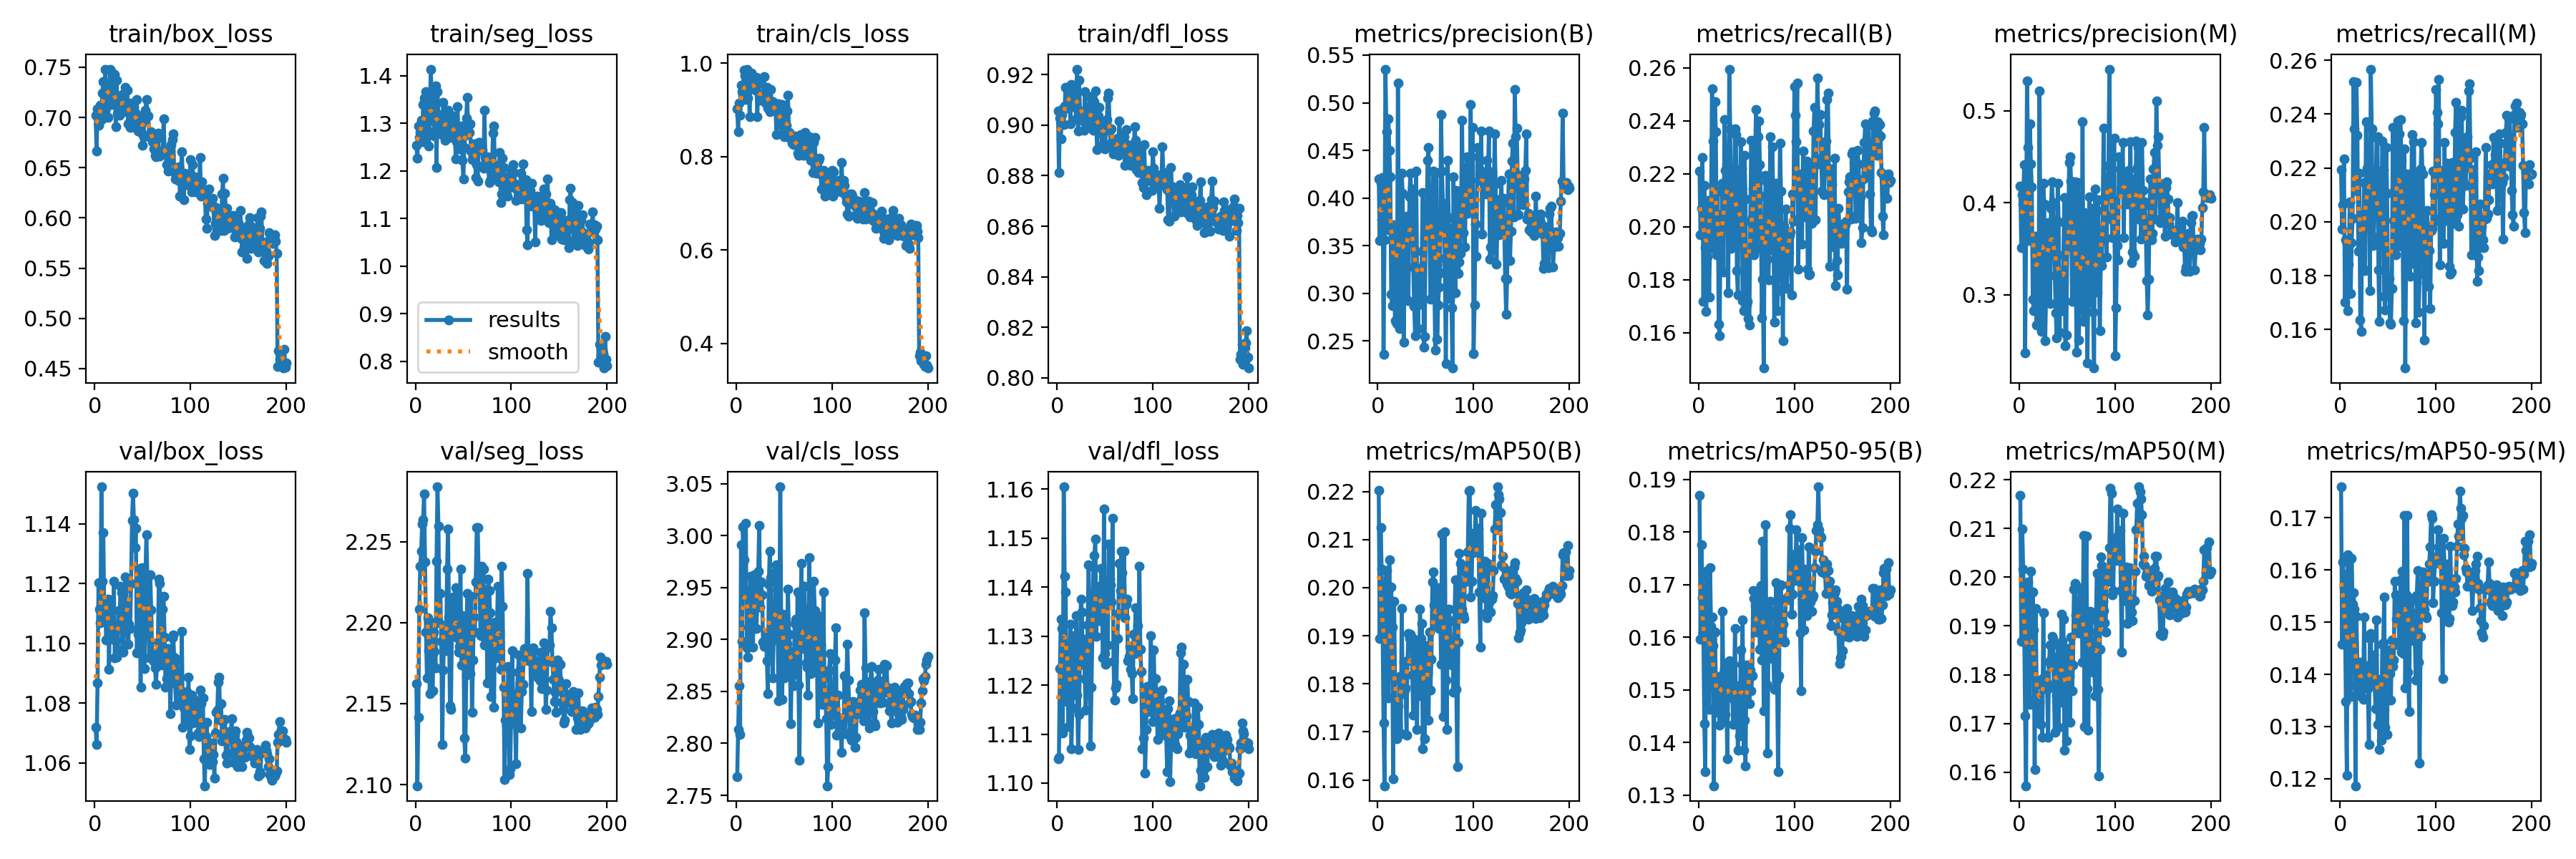 train/box_loss
train/seg_loss
train/cls_loss
train/dfl_loss
metrics/precision(B)
metrics/recall(B)
metrics/precision(M)
metrics/recall(M)
0.75
0.70
0.65
0.60
0.55
0.50
0.45
0 100 200
1.4
1.3
1.2
1.1
1.0
0.9
0.8
results
smooth
0 100 200
1.0
0.8
0.6
0.4
0 100 200
0.92
0.90
0.88
0.86
0.84
0.82
0.80
0 100 200
0.55
0.50
0.45
0.40
0.35
0.30
0.25
0 100 200
0.26
0.24
0.22
0.20
0.18
0.16
0 100 200
0.5
0.4
0.3
0 100 200
0.26
0.24
0.22
0.20
0.18
0.16
0 100 200
val/box_loss
val/seg_loss
val/cls_loss
val/dfl_loss
metrics/mAP50(B)
metrics/mAP50-95(B)
metrics/mAP50(M)
metrics/mAP50-95(M)
1.14
1.12
1.10
1.08
1.06
0 100 200
2.25
2.20
2.15
2.10
0 100 200
3.05
3.00
2.95
2.90
2.85
2.80
2.75
0 100 200
1.16
1.15
1.14
1.13
1.12
1.11
1.10
0 100 200
0.22
0.21
0.20
0.19
0.18
0.17
0.16
0 100 200
0.19
0.18
0.17
0.16
0.15
0.14
0.13
0 100 200
0.22
0.21
0.20
0.19
0.18
0.17
0.16
0 100 200
0.17
0.16
0.15
0.14
0.13
0.12
0 100 200